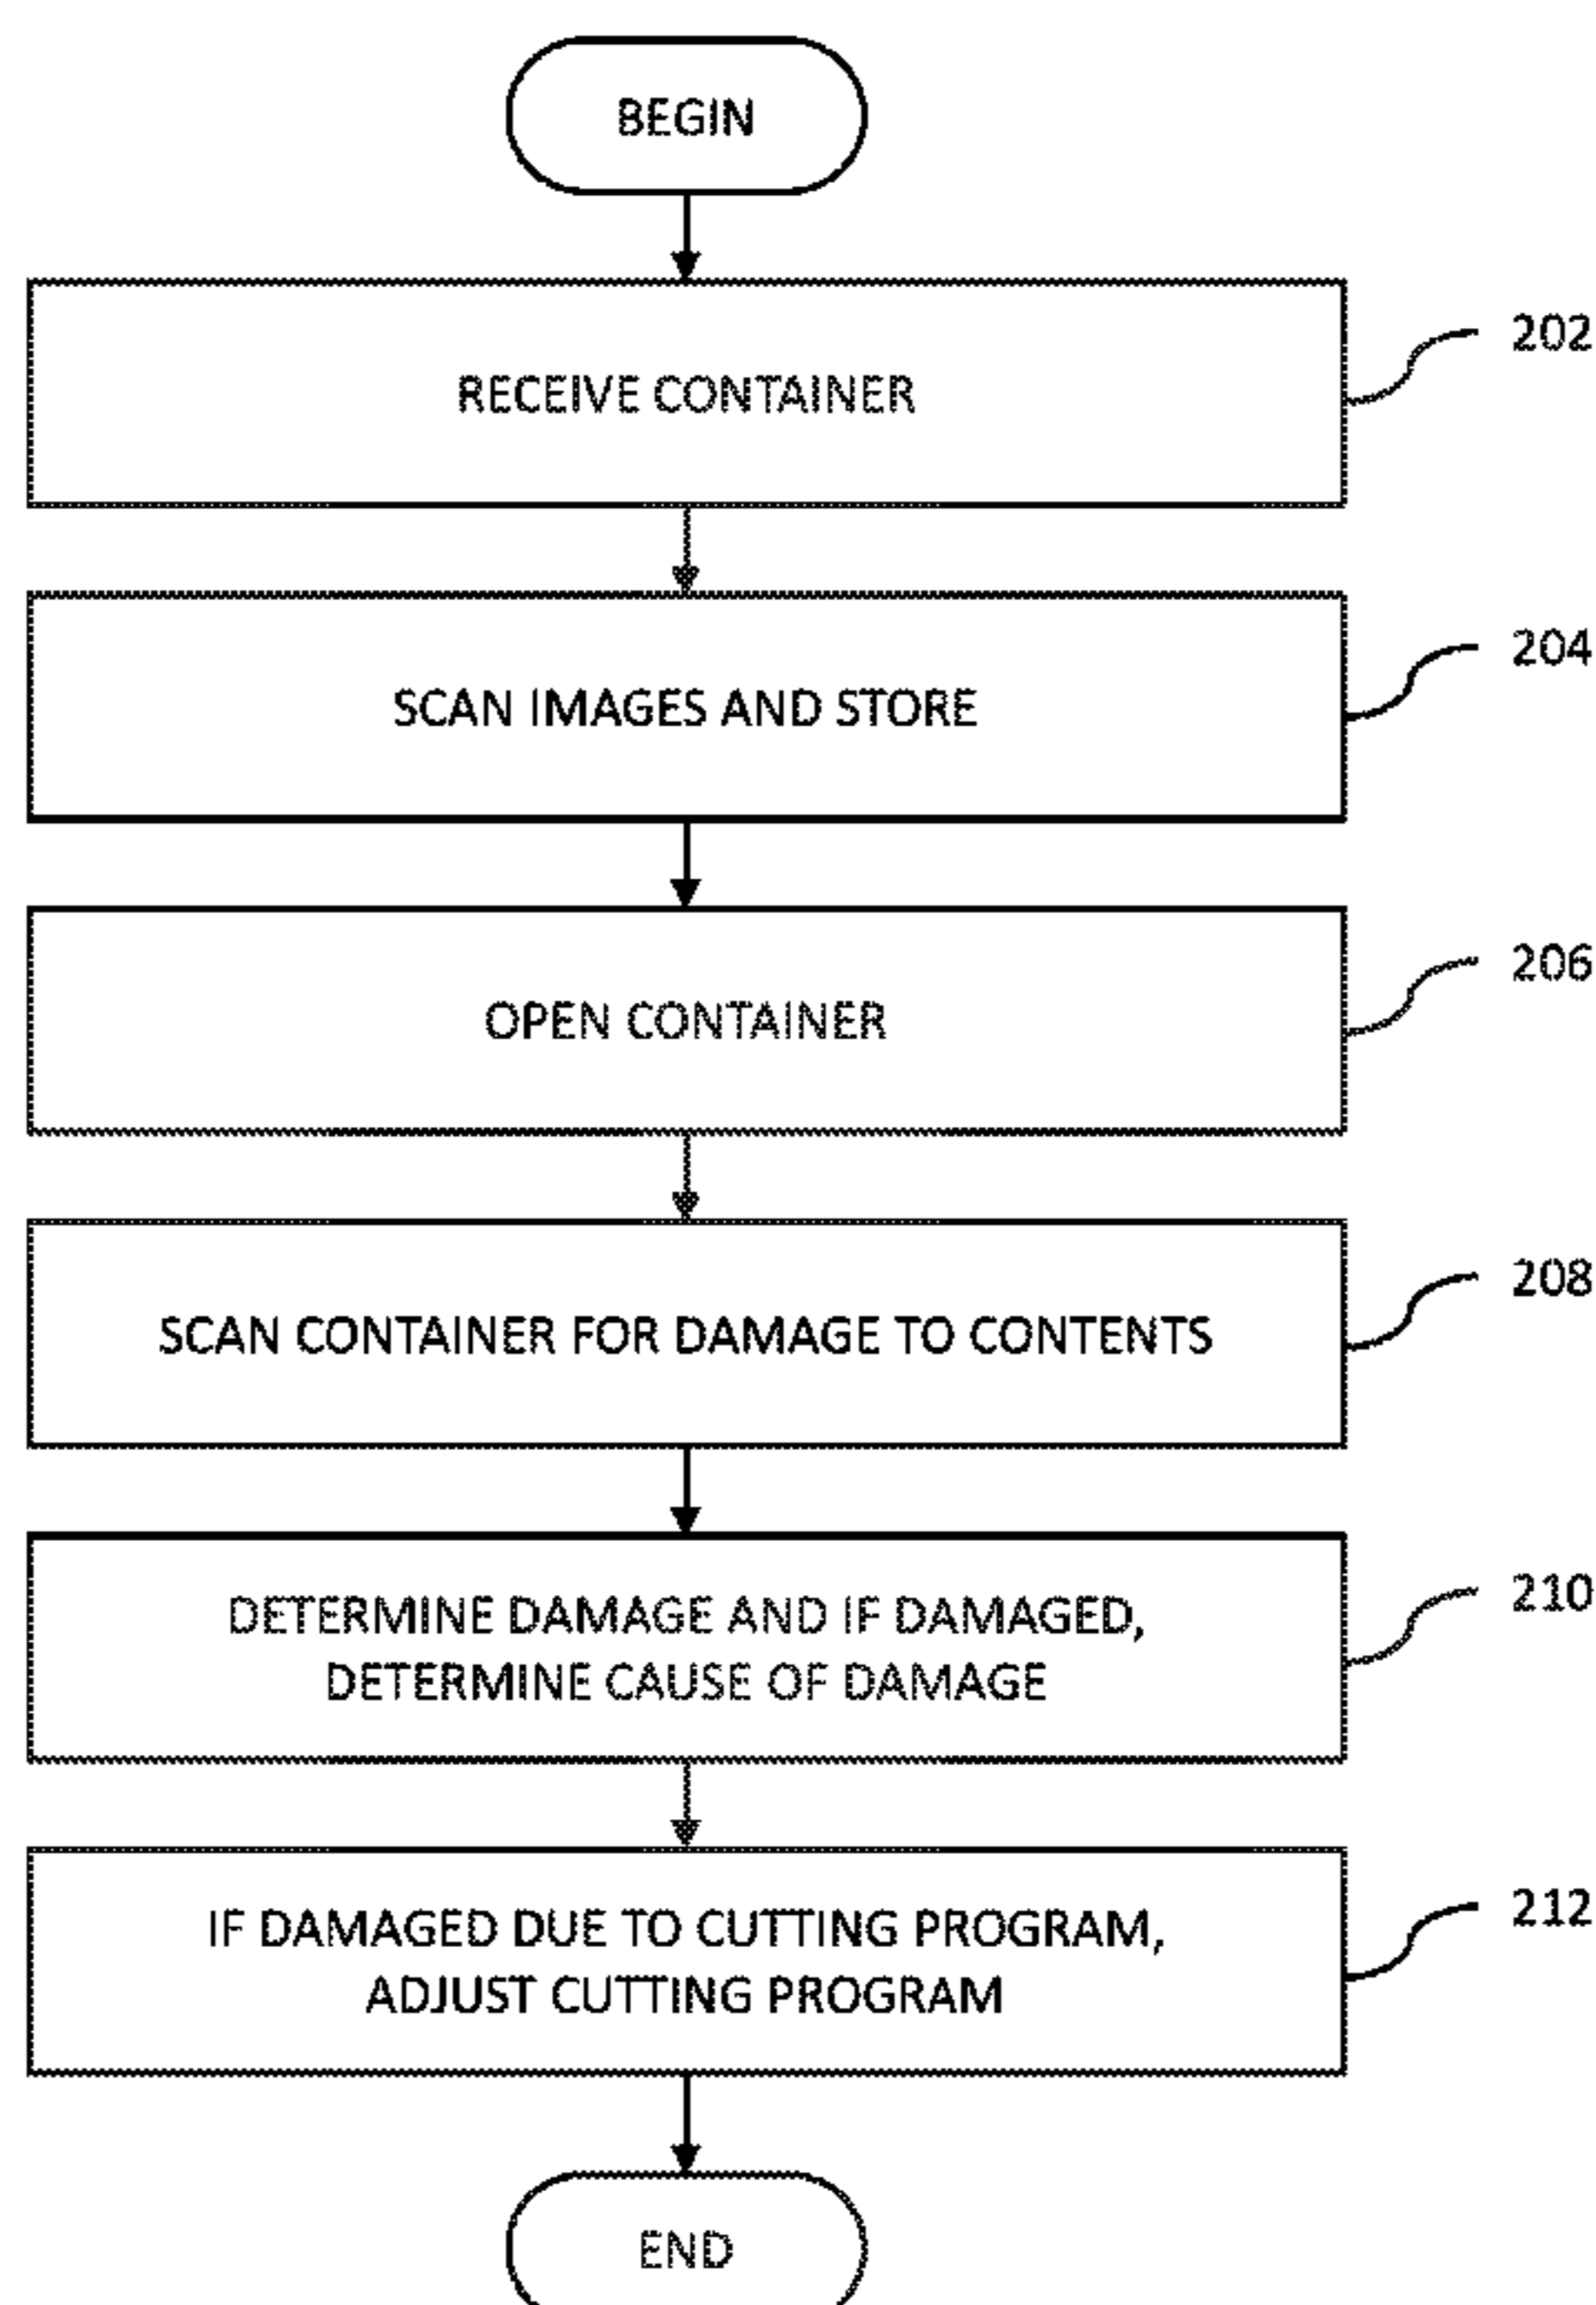 BEGIN
RECEIVE CONTAINER
202
SCAN IMAGES AND STORE
204
OPEN CONTAINER
206
SCAN CONTAINER FOR DAMAGE TO CONTENTS
208
DETERMINE DAMAGE AND IF DAMAGED,
DETERMINE CAUSE OF DAMAGE
210
IF DAMAGED DUE TO CUTTING PROGRAM,
ADJUST CUTTING PROGRAM
212
END